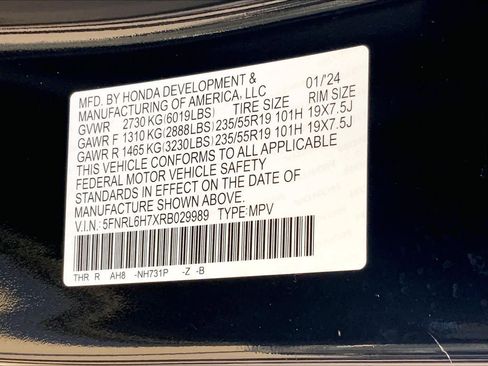 MFD. BY HONDA DEVELOPMENT & 01/'24
MANUFACTURING OF AMERICA, LLC
GVWR 2730 KG(6019LBS) TIRE SIZE RIM SIZE
GAWR F 1310 KG(2888LBS) 235/55R19 101H 19X7.5J
GAWR R 1465 KG(3230LBS) 235/55R19 101H 19X7.5J
THIS VEHICLE CONFORMS TO ALL APPLICABLE
FEDERAL MOTOR VEHICLE SAFETY
STANDARDS IN EFFECT ON THE DATE OF
MANUFACTURE SHOWN ABOVE.
V.I.N.: 5FNRL6H7XRB029989 TYPE: MPV
THR R AH8 -NH731P -Z -B